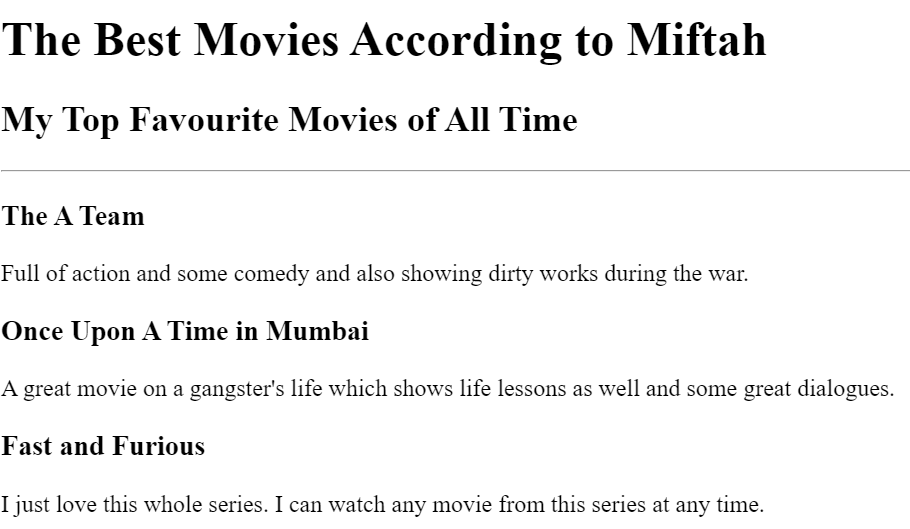 The Best Movies According to Miftah
My Top Favourite Movies of All Time
The A Team
Full of action and some comedy and also showing dirty works during the war.
Once Upon A Time in Mumbai
A great movie on a gangster's life which shows life lessons as well and some great dialogues.
Fast and Furious
I just love this whole series. I can watch any movie from this series at any time.